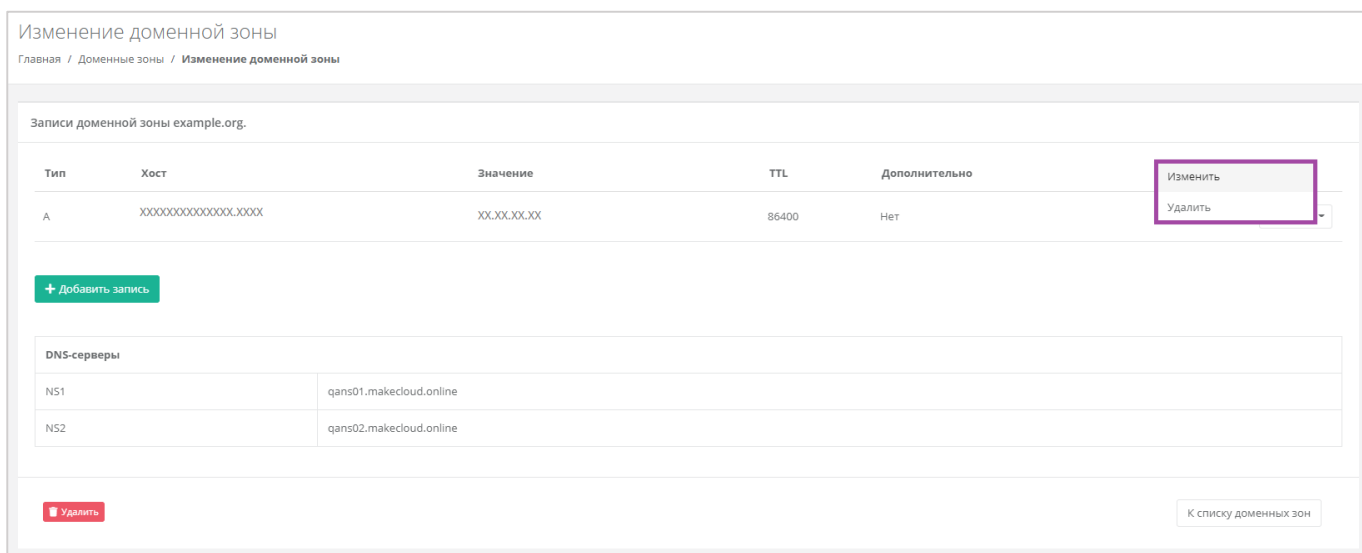 Изменение доменной зоны
Главная / Доменные зоны / Изменение доменной зоны
Записи доменной зоны example.org.
Тип Хост Значение TTL Дополнительно
Изменить
A XXXXXXXXXXXXXX.XXXX XX.XX.XX.XX 86400 Нет
Удалить
Добавить запись
DNS-серверы
NS1 qans01.makecloud.online
NS2 qans02.makecloud.online
Удалить К списку доменных зон